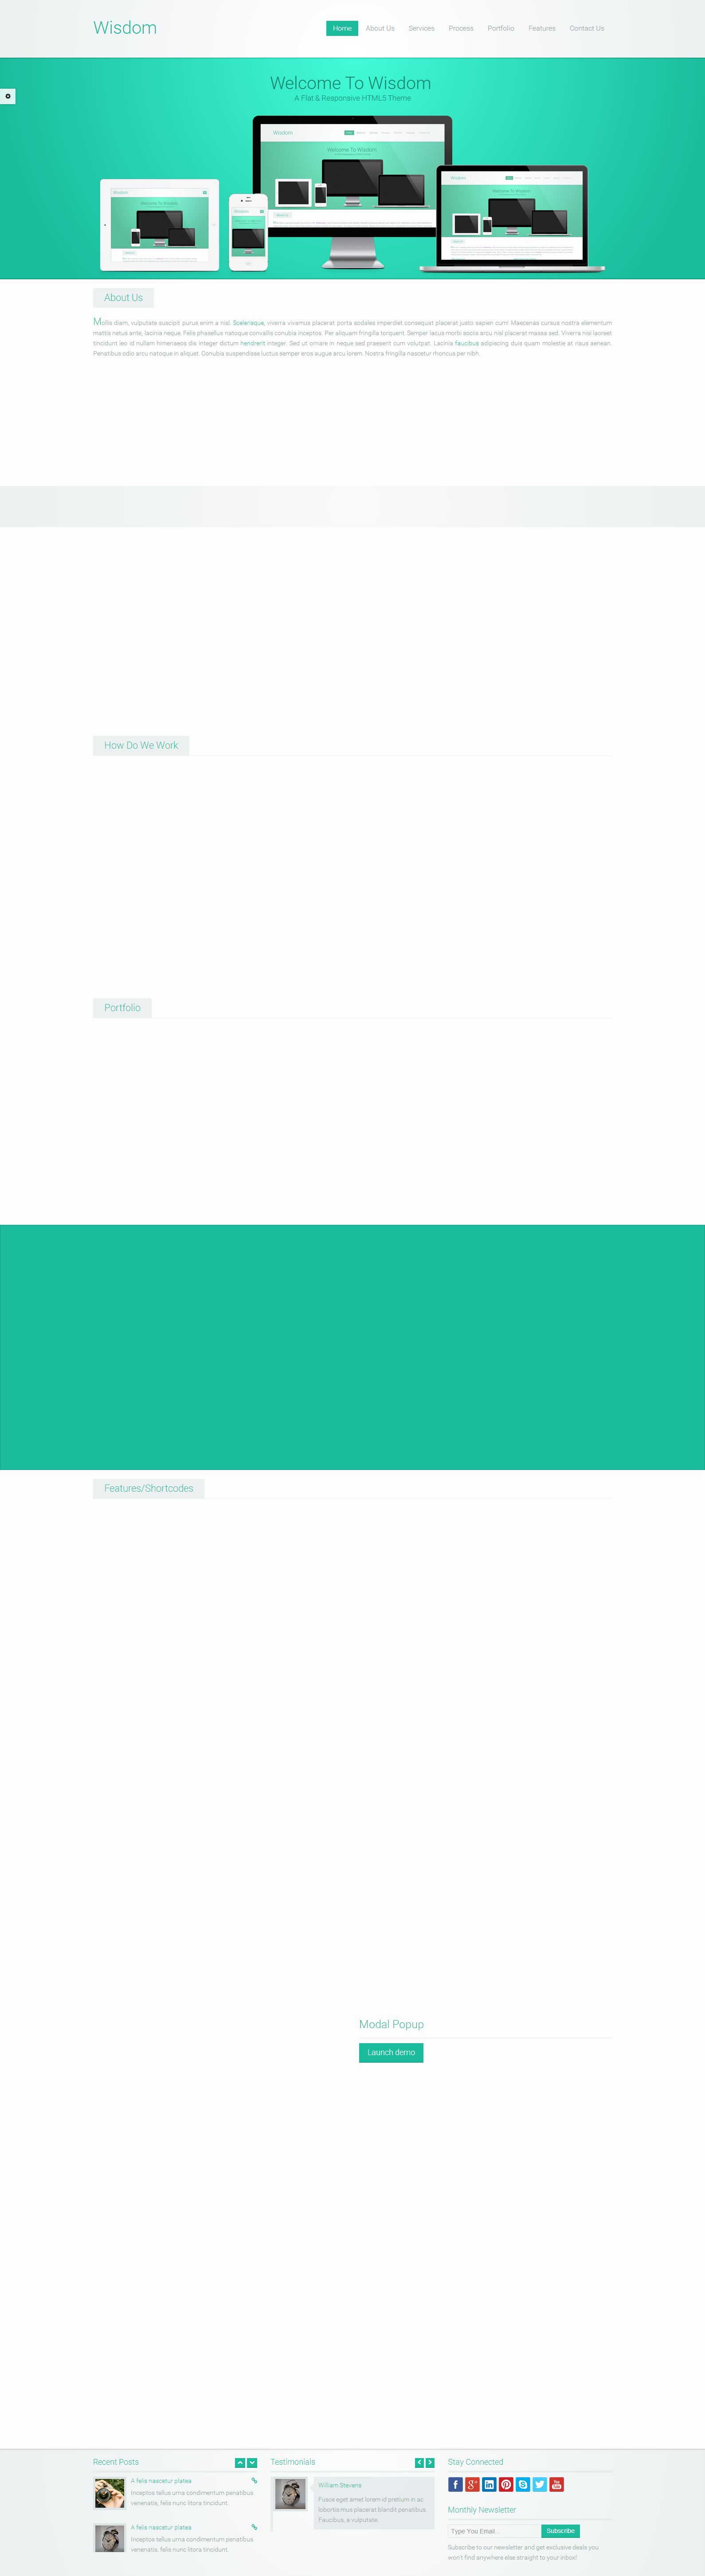 Wisdom
Home About Us Services Process Portfolio Features Contact Us
Welcome To Wisdom
A Flat & Responsive HTML5 Theme
About Us
Mollis diam, vulputate suscipit purus enim a nisl. Scelerisque, viverra vivamus placerat porta sodales imperdiet consequat placerat justo sapien cum! Maecenas cursus nostra elementum
mattis netus ante, lacinia neque. Felis phasellus natoque convallis conubia inceptos. Per aliquam fringilla torquent. Semper lacus morbi sociis arcu nisl placerat massa sed. Viverra nisi laoreet
tincidunt leo id nullam himenaeos dis integer dictum hendrerit integer. Sed ut ornare in neque sed praesent cum volutpat. Lacinia faucibus adipiscing duis quam molestie at risus aenean.
Penatibus odio arcu natoque in aliquet. Conubia suspendisse luctus semper eros augue arcu lorem. Nostra fringilla nascetur rhoncus per nibh.
How Do We Work
Portfolio
Features/Shortcodes
Modal Popup
Launch demo
Recent Posts
A felis nascetur platea
Inceptos tellus urna condimentum penatibus
venenatis, felis nunc litora tincidunt.
A felis nascetur platea
Inceptos tellus urna condimentum penatibus
venenatis, felis nunc litora tincidunt.
Testimonials
William Stevens
Fusce eget amet lorem id pretium in ac
lobortis mus placerat blandit penatibus.
Faucibus, a vulputate.
Stay Connected
Monthly Newsletter
Type You Email...
Subscribe
Subscribe to our newsletter and get exclusive deals you
won't find anywhere else straight to your inbox!